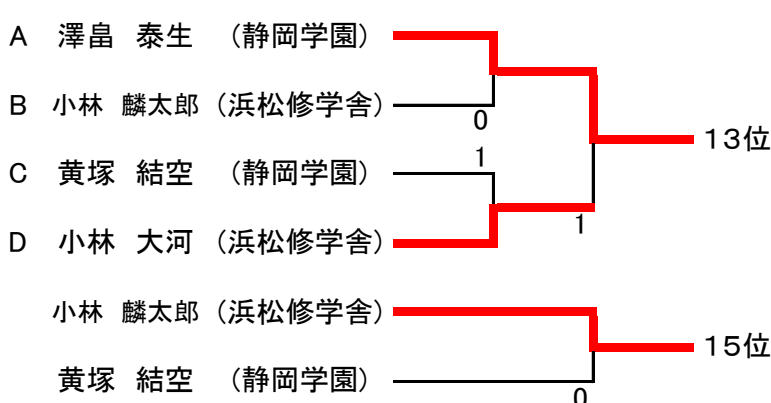 A 澤畠 泰生 (静岡学園)
B 小林 麟太郎 (浜松修学舎)
0
13位
1
C 黄塚 結空 (静岡学園)
1
D 小林 大河 (浜松修学舎)
小林 麟太郎 (浜松修学舎)
15位
黄塚 結空 (静岡学園)
0